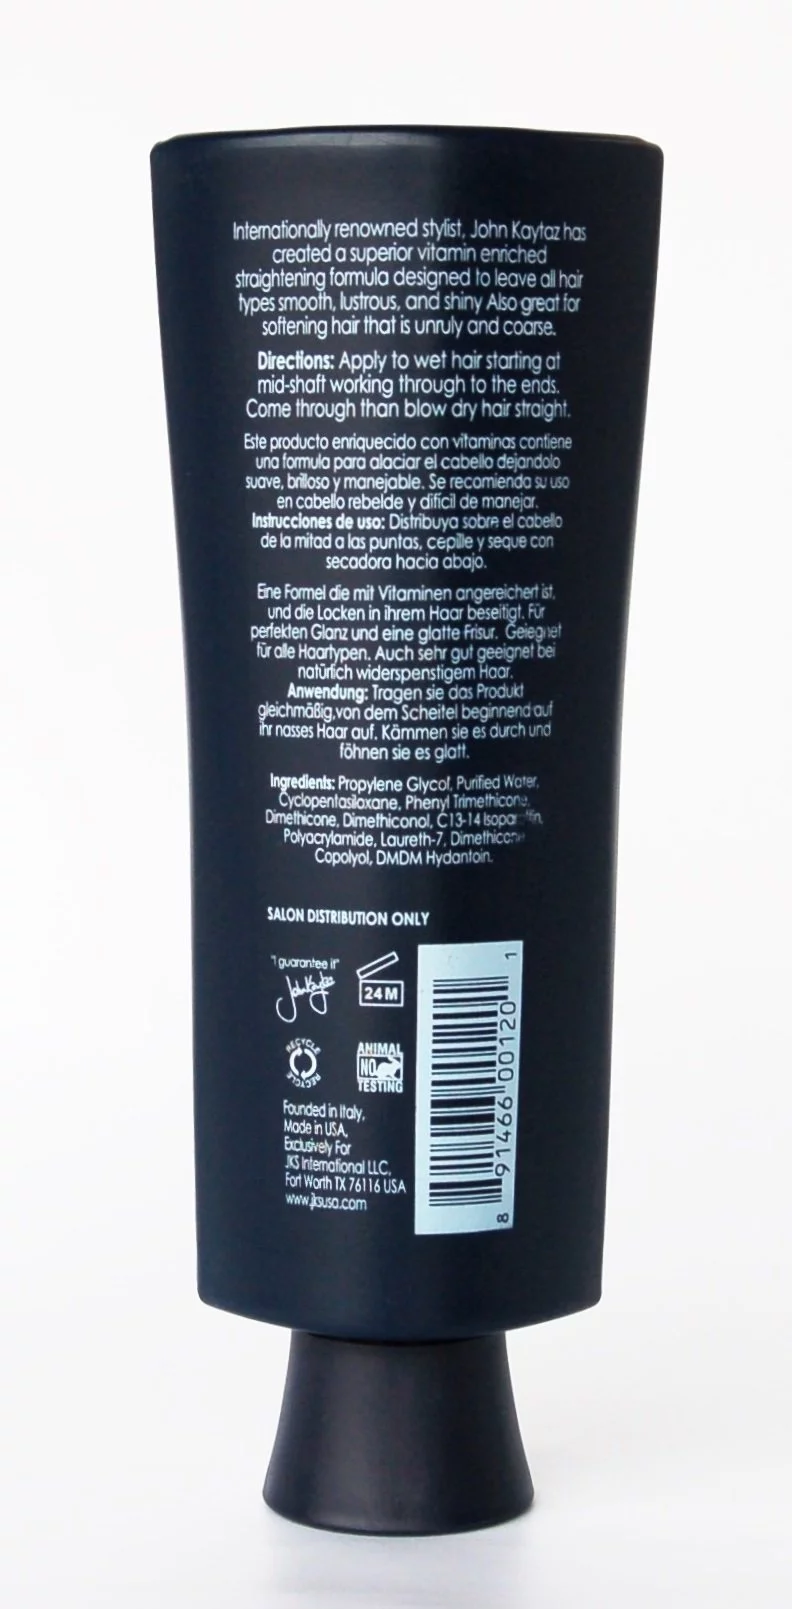 Internationally renowned stylist, John Kaytaz has
created a superior vitamin enriched
straightening formula designed to leave all hair
types smooth, lustrous, and shiny Also great for
softening hair that is unruly and coarse.
Directions: Apply to wet hair starting at
mid-shaft working through to the ends.
Come through than blow dry hair straight.
Este producto enriquecido con vitaminas contiene
una formula para alaciar el cabello dejandolo
suave, brilloso y manejable. Se recomienda su uso
en cabello rebelde y dificil de manejar.
Instrucciones de uso: Distribuya sobre el cabello
de la mitad a las puntas, cepille y seque con
secadora hacia abajo.
Eine Formel die mit Vitaminen angereichert ist,
und die Locken in ihrem Haar beseitigt. Für
perfekten Glanz und eine glatte Frisur. Geiegnet
für alle Haartypen. Auch sehr gut geeignet bei
natürlich widerspenstigem Haar.
Anwendung: Tragen sie das Produkt
gleichmäßig,von dem Scheitel beginnend auf
ihr nasses Haar auf. Kämmen sie es durch und
föhnen sie es glatt.
Ingredients: Propylene Glycol, Purified Water,
Cyclopentasiloxane, Phenyl Trimethicone,
Dimethicone, Dimethiconol, C13-14 Isoparaffin,
Polyacrylamide, Laureth-7, Dimethicone
Copolyol, DMDM Hydantoin.
SALON DISTRIBUTION ONLY
"I guarantee it"
John Kaytaz
24M
RECYCLE
RECYCLE
ANIMAL
NO
TESTING
Founded in Italy,
Made in USA,
Exclusively For
JKS International LLC.
Fort Worth TX 76116 USA
www.jksusa.com
8 91466 00120 1